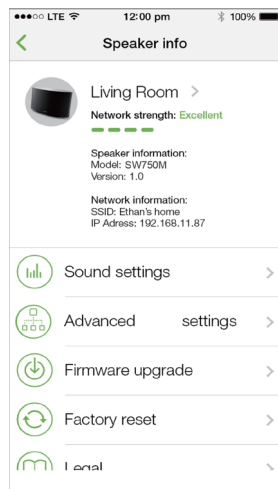 LTE 12:00 pm 100%
Speaker info
Living Room
Network strength: Excellent
Speaker information:
Model: SW750M
Version: 1.0
Network information:
SSID: Ethan's home
IP Adress: 192.168.11.87
Sound settings
Advanced settings
Firmware upgrade
Factory reset
Legal